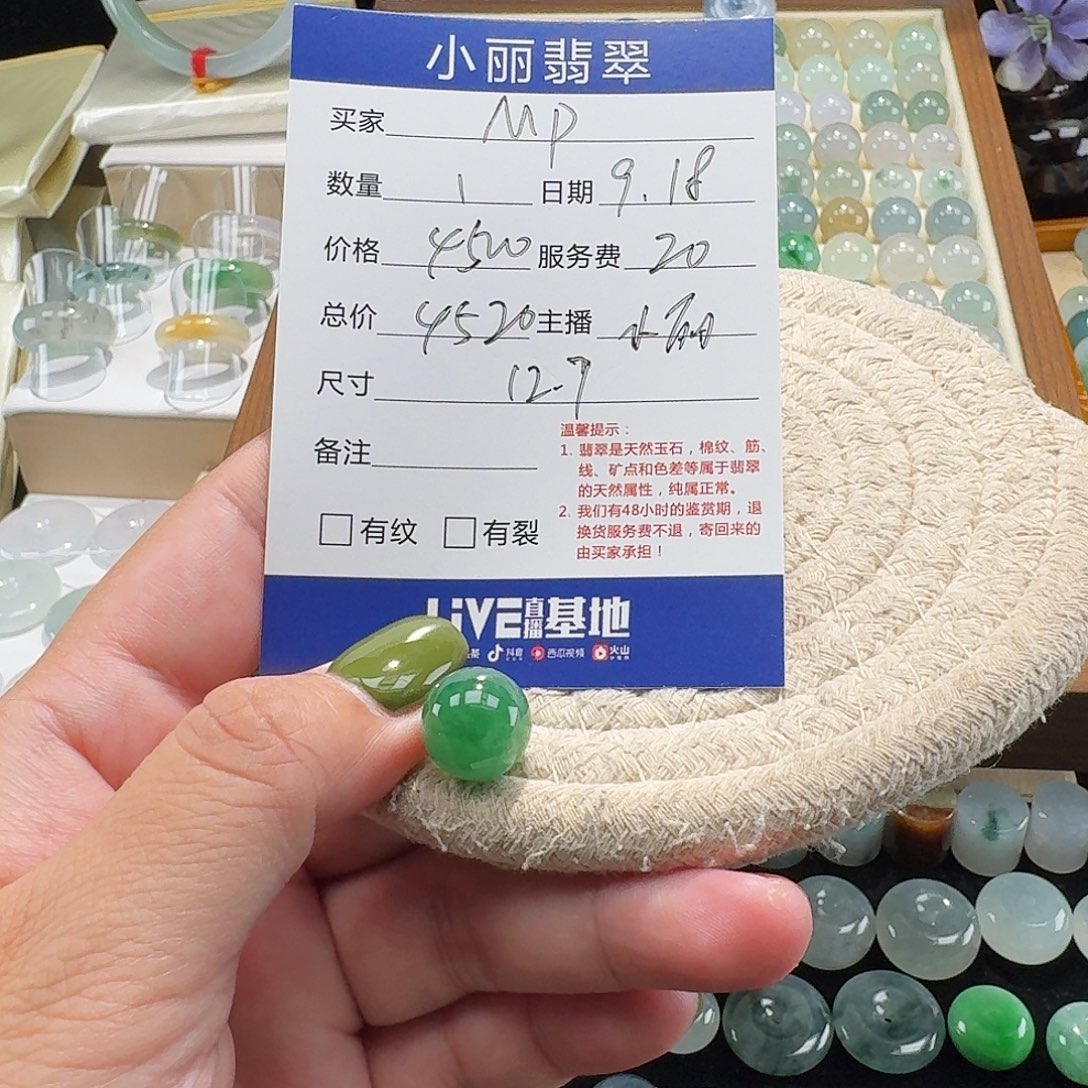 小丽翡翠
买家 MP
数量 1 日期 9.18
价格 4500 服务费 20
总价 4520 主播 小丽
尺寸 12.7
备注
温馨提示：
1. 翡翠是天然玉石，棉纹、筋、
线、矿点和色差等属于翡翠
的天然属性，纯属正常。
2. 我们有48小时的鉴赏期，退
换货服务费不退，寄回来的
由买家承担！
□有纹 □有裂
LiVE直播基地
抖音 西瓜视频 火山